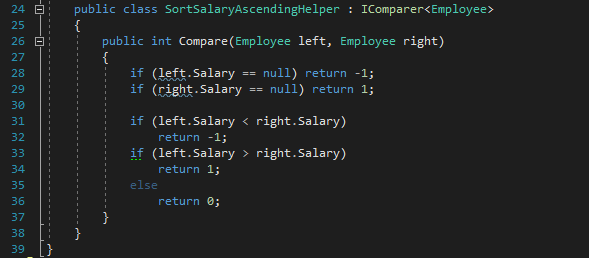 24 public class SortSalaryAscendingHelper : IComparer<Employee>
25 {
26 public int Compare(Employee left, Employee right)
27 {
28 if (left.Salary == null) return -1;
29 if (right.Salary == null) return 1;
30
31 if (left.Salary < right.Salary)
32 return -1;
33 if (left.Salary > right.Salary)
34 return 1;
35 else
36 return 0;
37 }
38 }
39 }